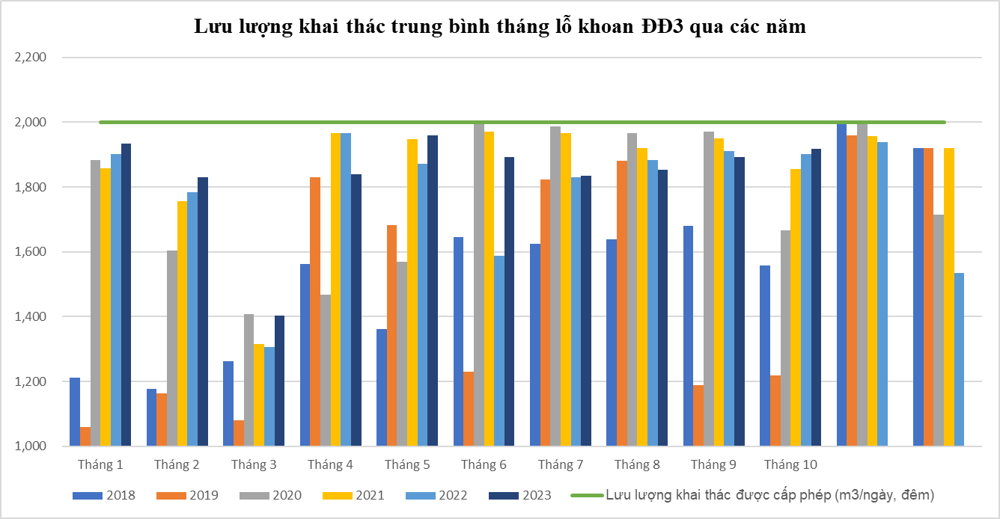 Lưu lượng khai thác trung bình tháng lỗ khoan ĐĐ3 qua các năm
2,200
2,000
1,800
1,600
1,400
1,200
1,000
Tháng 1 Tháng 2 Tháng 3 Tháng 4 Tháng 5 Tháng 6 Tháng 7 Tháng 8 Tháng 9 Tháng 10
2018 2019 2020 2021 2022 2023 Lưu lượng khai thác được cấp phép (m3/ngày, đêm)